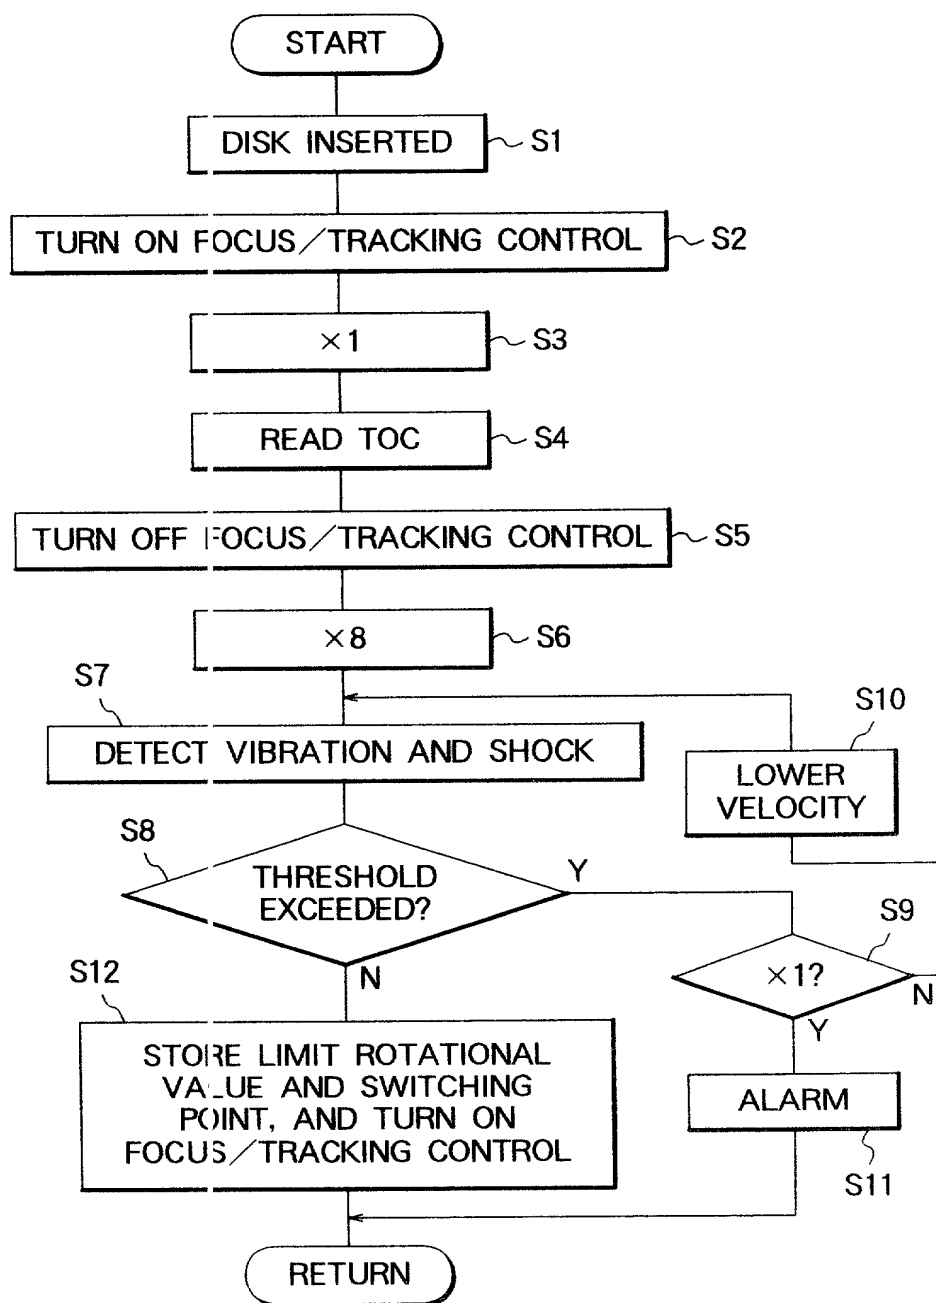 START
DISK INSERTED
S1
TURN ON FOCUS/TRACKING CONTROL
S2
×1
S3
READ TOC
S4
TURN OFF FOCUS/TRACKING CONTROL
S5
×8
S6
S7
DETECT VIBRATION AND SHOCK
S10
LOWER
VELOCITY
S8
THRESHOLD
EXCEEDED?
Y
N
S9
×1?
N
Y
S12
STORE LIMIT ROTATIONAL
VALUE AND SWITCHING
POINT, AND TURN ON
FOCUS/TRACKING CONTROL
ALARM
S11
RETURN